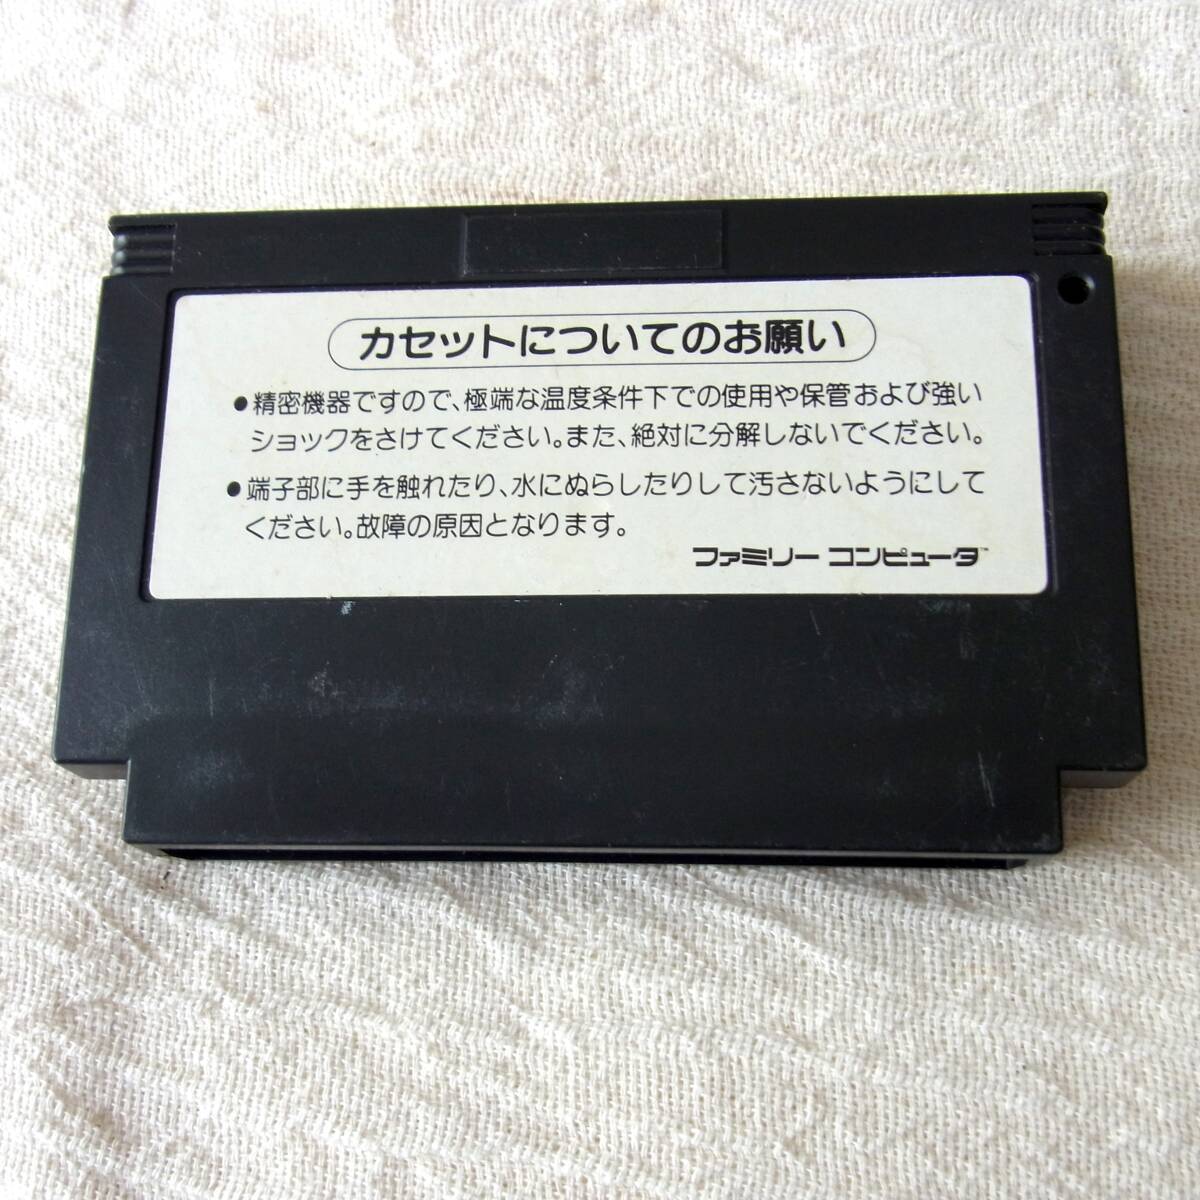 カセットについてのお願い
●精密機器ですので、極端な温度条件下での使用や保管および強い
ショックをさけてください。また、絶対に分解しないでください。
●端子部に手を触れたり、水にぬらしたりして汚さないようにして
ください。故障の原因となります。
ファミリー コンピュータ™